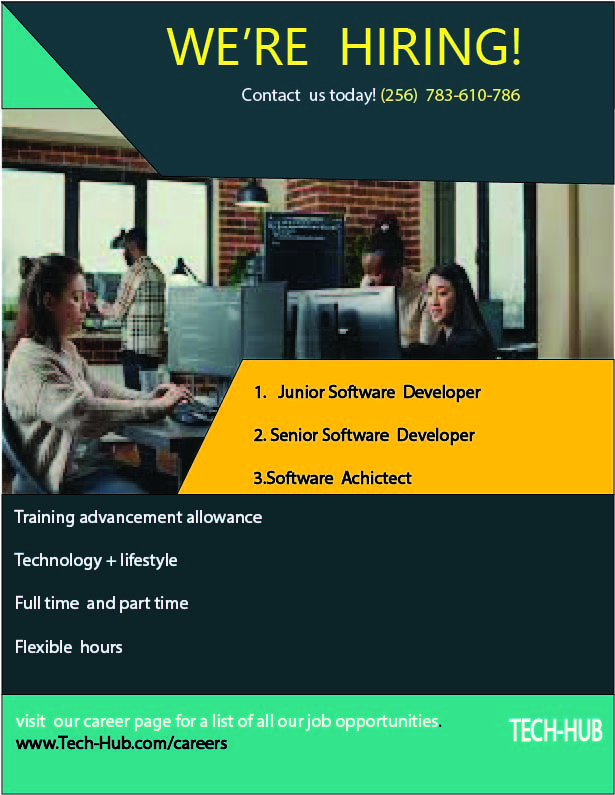 WE'RE HIRING!
Contact us today! (256) 783-610-786
1. Junior Software Developer
2. Senior Software Developer
3.Software Achictect
Training advancement allowance
Technology + lifestyle
Full time and part time
Flexible hours
visit our career page for a list of all our job opportunities.
www.Tech-Hub.com/careers
TECH-HUB